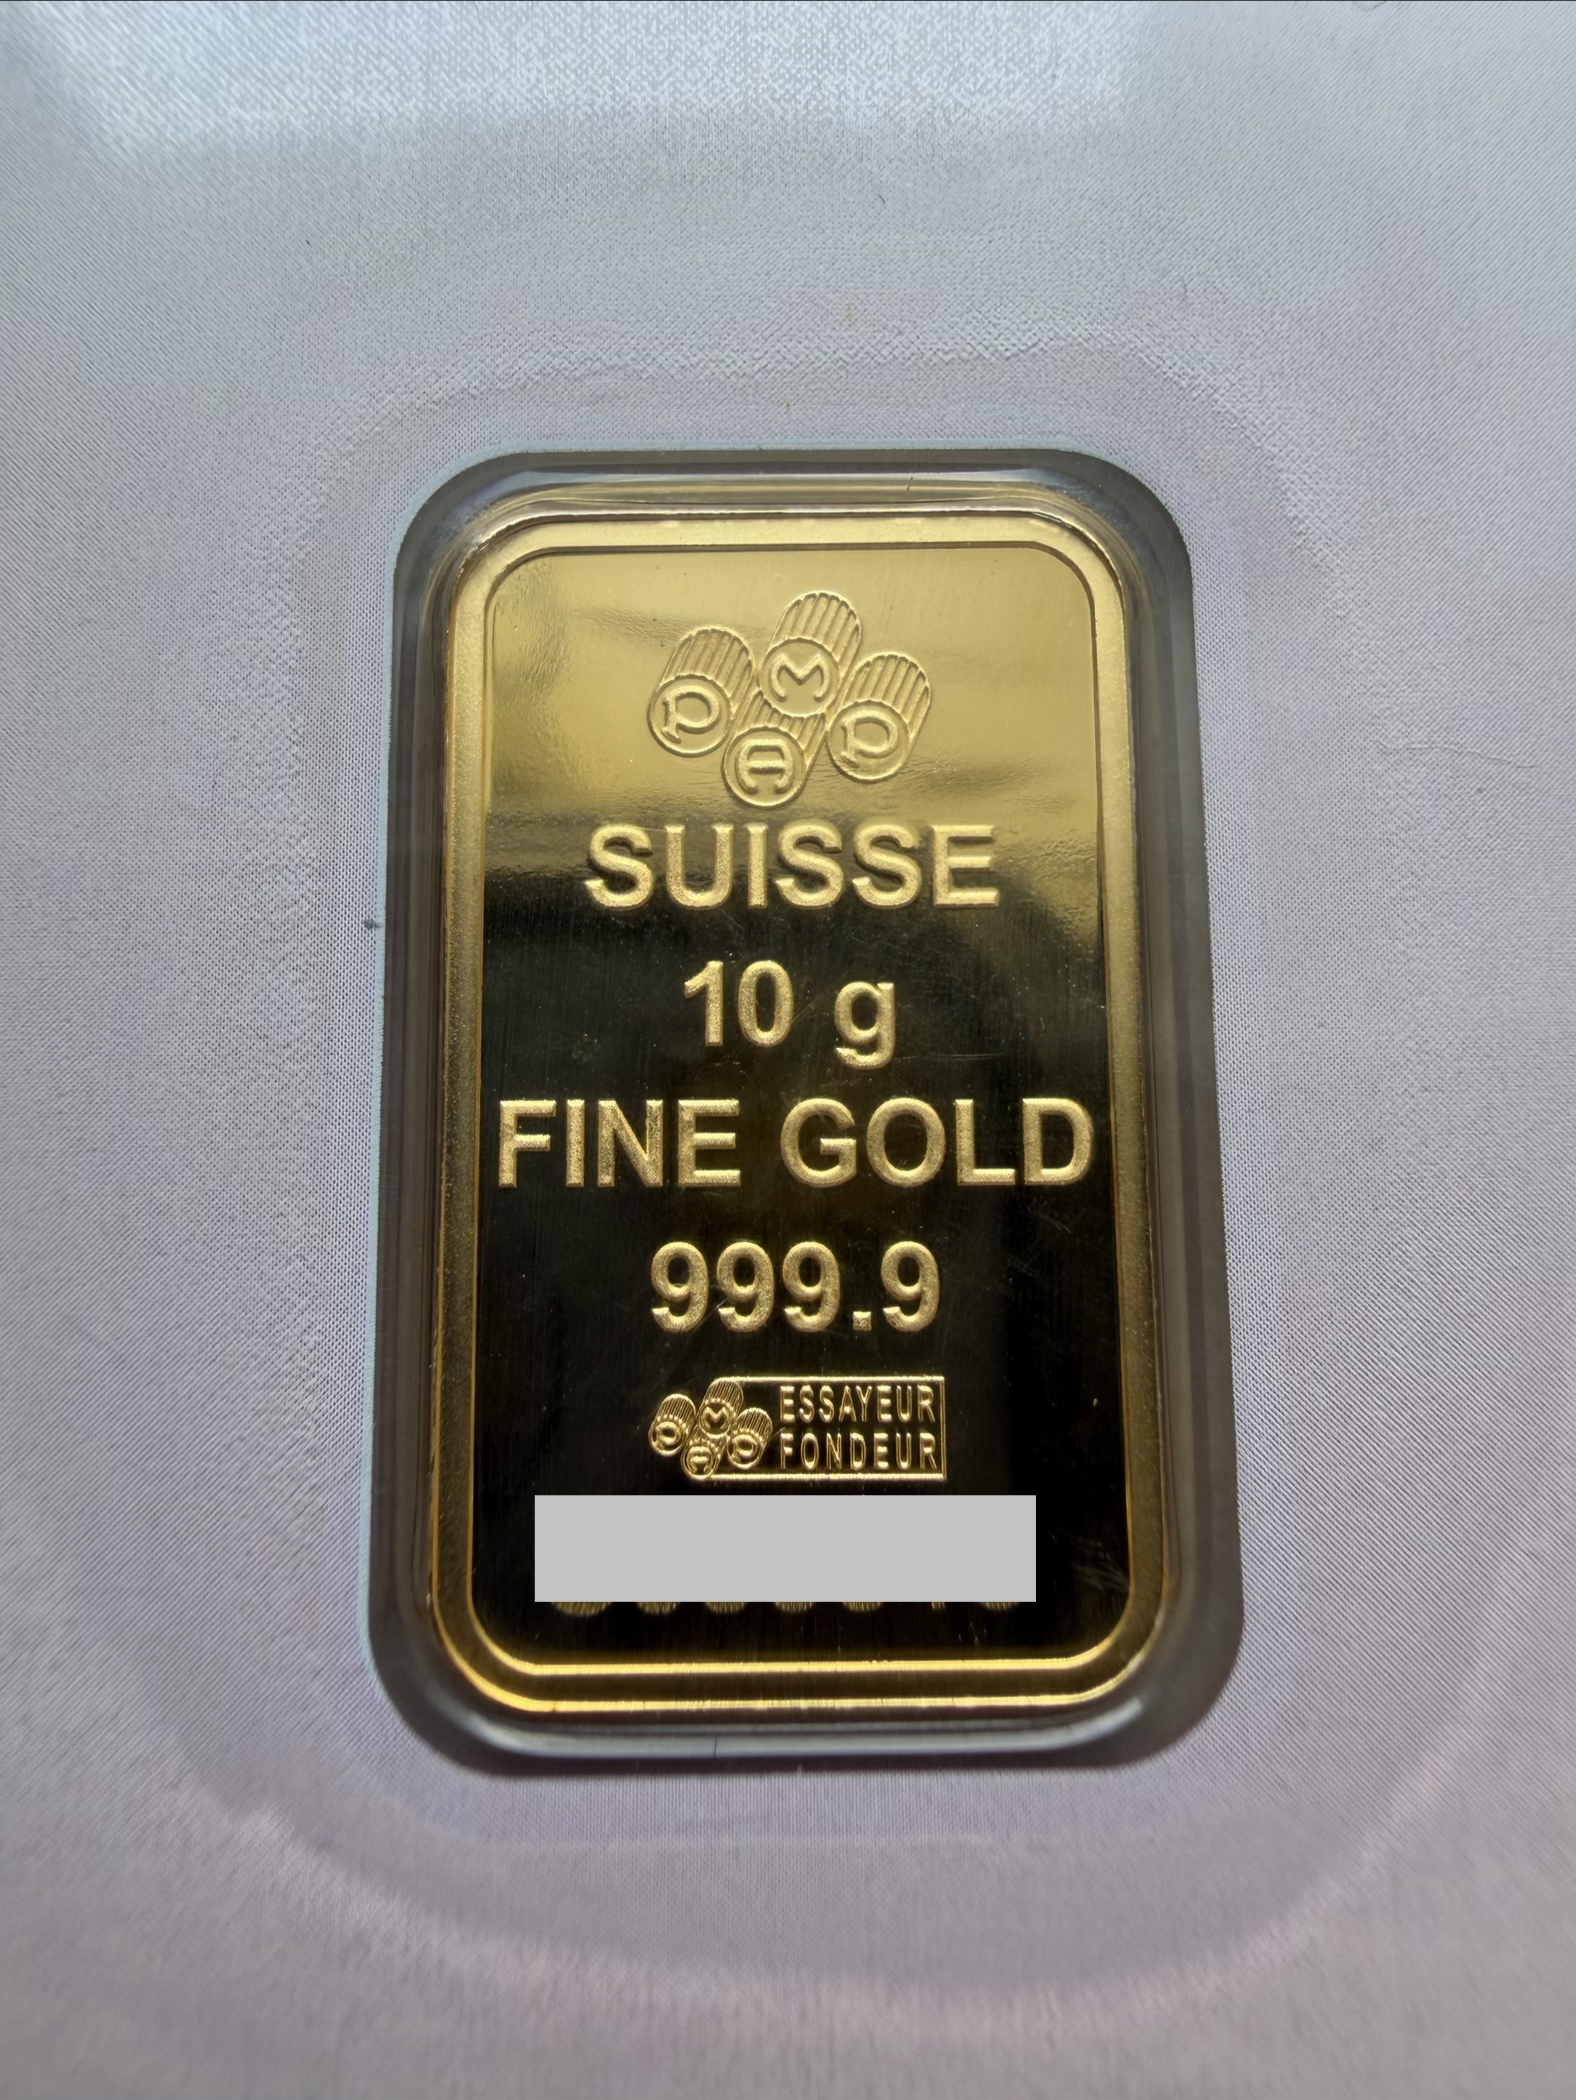 PAMP
SUISSE
10 g
FINE GOLD
999.9
PAMP ESSAYEUR
FONDEUR